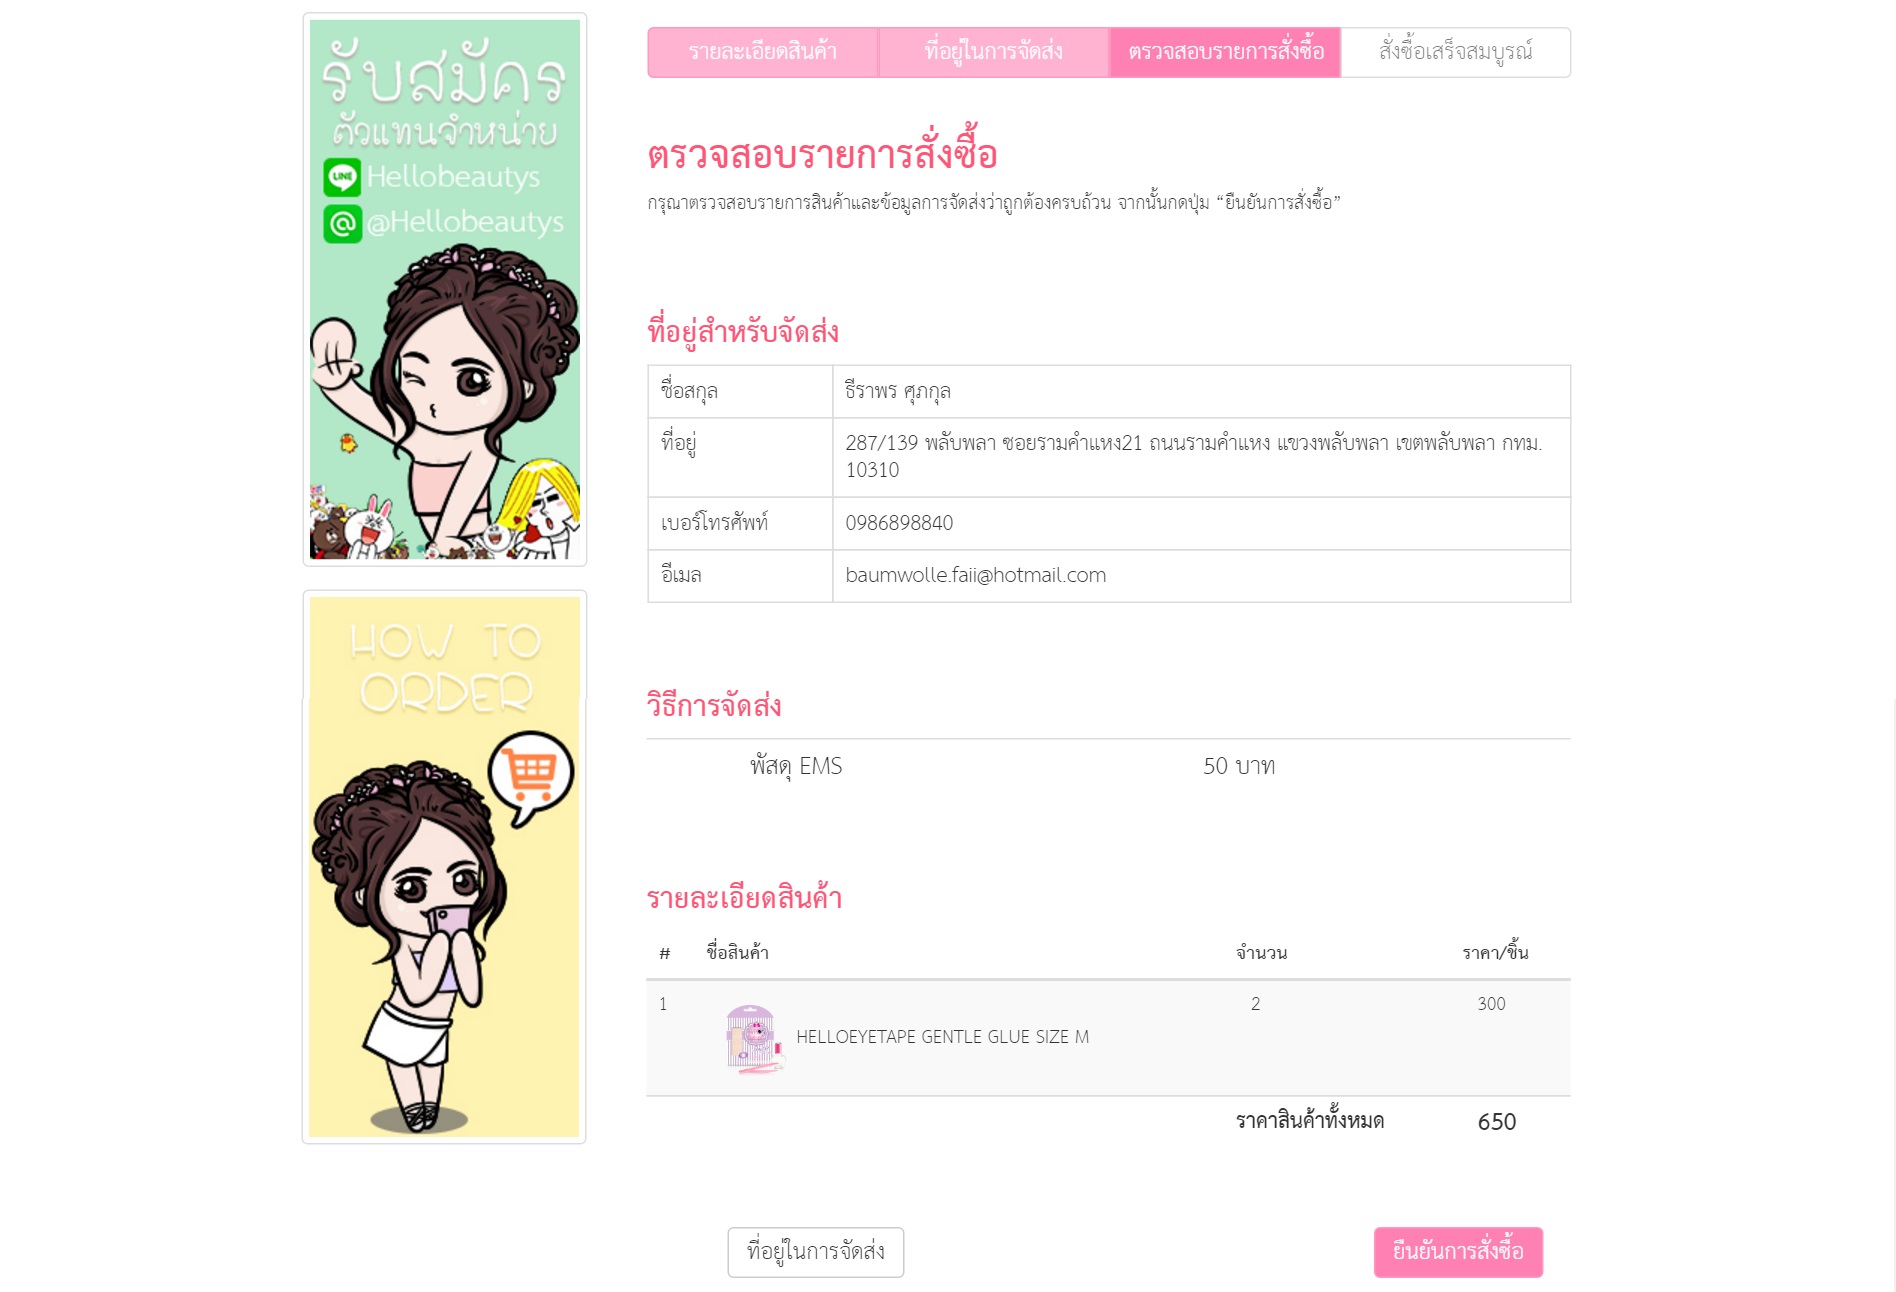 รับสมัคร
ตัวแทนจำหน่าย
LINE Hellobeautys
@ @Hellobeautys
HOW TO
ORDER
รายละเอียดสินค้า ที่อยู่ในการจัดส่ง ตรวจสอบรายการสั่งซื้อ สั่งซื้อเสร็จสมบูรณ์
ตรวจสอบรายการสั่งซื้อ
กรุณาตรวจสอบรายการสินค้าและข้อมูลการจัดส่งว่าถูกต้องครบถ้วน จากนั้นกดปุ่ม “ยืนยันการสั่งซื้อ”
ที่อยู่สำหรับจัดส่ง
ชื่อสกุล ธีราพร ศุภกุล
ที่อยู่ 287/139 พลับพลา ซอยรามคำแหง21 ถนนรามคำแหง แขวงพลับพลา เขตพลับพลา กทม.
10310
เบอร์โทรศัพท์ 0986898840
อีเมล baumwolle.faii@hotmail.com
วิธีการจัดส่ง
พัสดุ EMS 50 บาท
รายละเอียดสินค้า
# ชื่อสินค้า จำนวน ราคา/ชิ้น
1 HELLOEYETAPE GENTLE GLUE SIZE M 2 300
ราคาสินค้าทั้งหมด 650
ที่อยู่ในการจัดส่ง ยืนยันการสั่งซื้อ